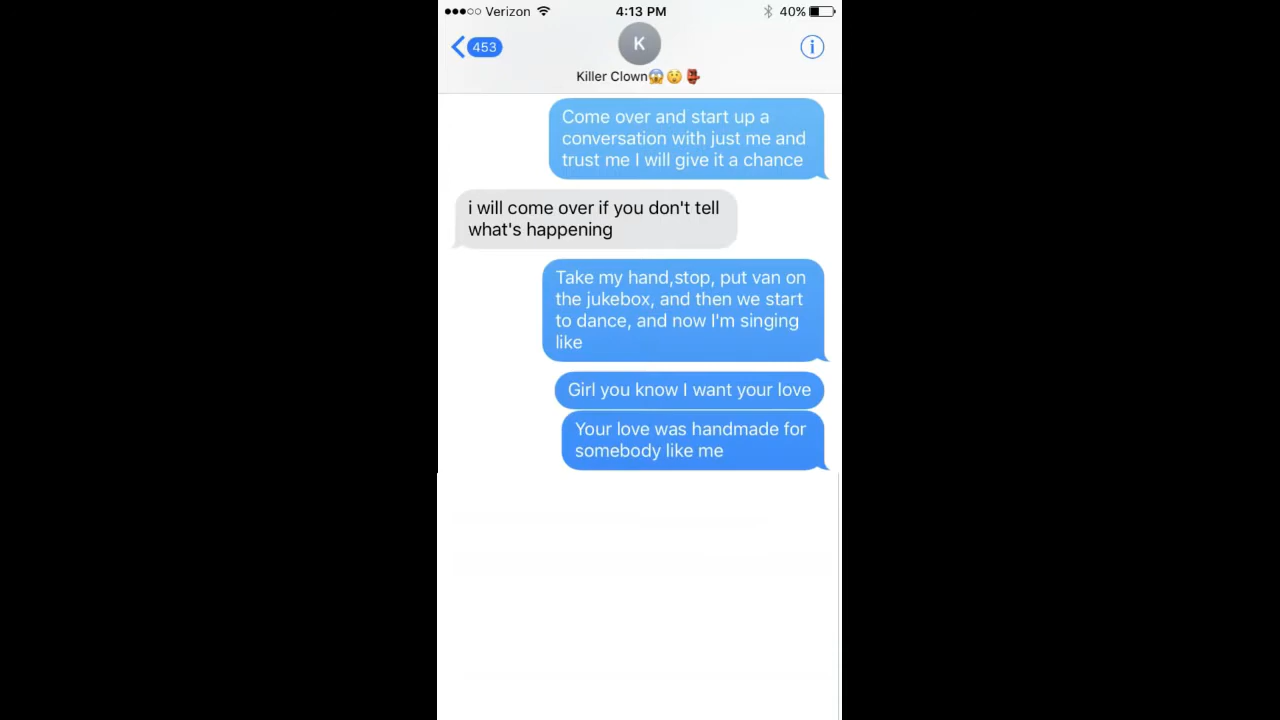 Verizon 4:13 PM 40%
453 K
Killer Clown😱😲👺
Come over and start up a
conversation with just me and
trust me I will give it a chance
i will come over if you don't tell
what's happening
Take my hand,stop, put van on
the jukebox, and then we start
to dance, and now I'm singing
like
Girl you know I want your love
Your love was handmade for
somebody like me